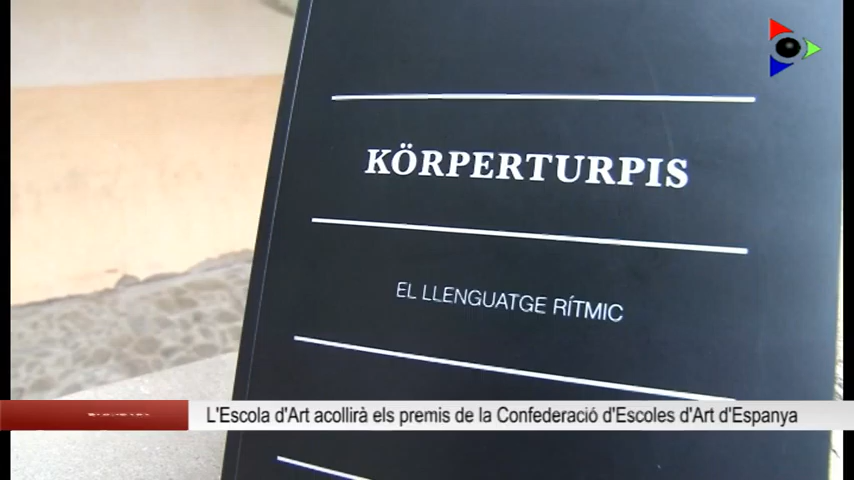 KÖRPERTURPIS
EL LLENGUATGE RÍTMIC
L'Escola d'Art acollirà els premis de la Confederació d'Escoles d'Art d'Espanya